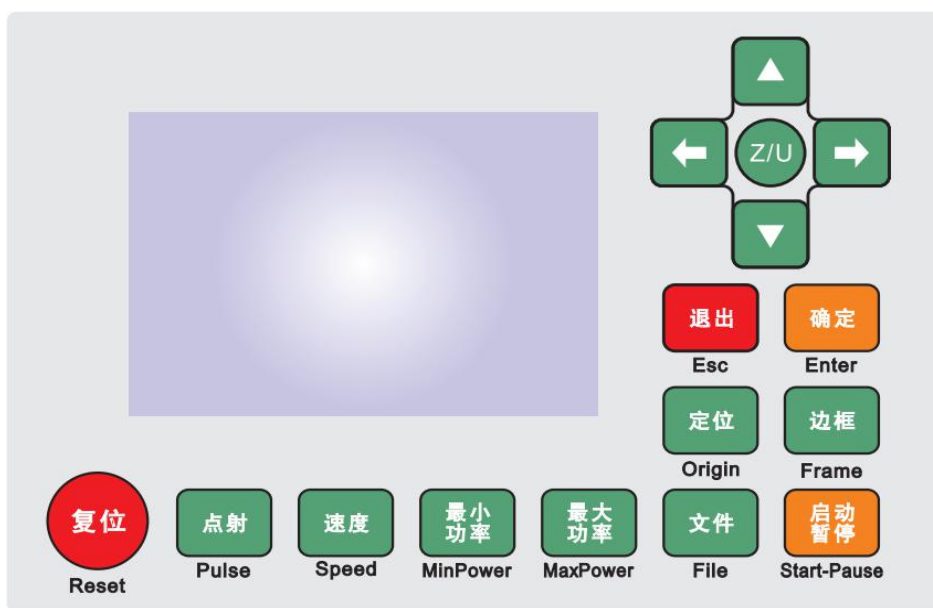 Z/U
退出
确定
Esc
Enter
定位
边框
Origin
Frame
复位
点射
速度
最小
功率
最大
功率
文件
启动
暂停
Reset
Pulse
Speed
MinPower
MaxPower
File
Start-Pause